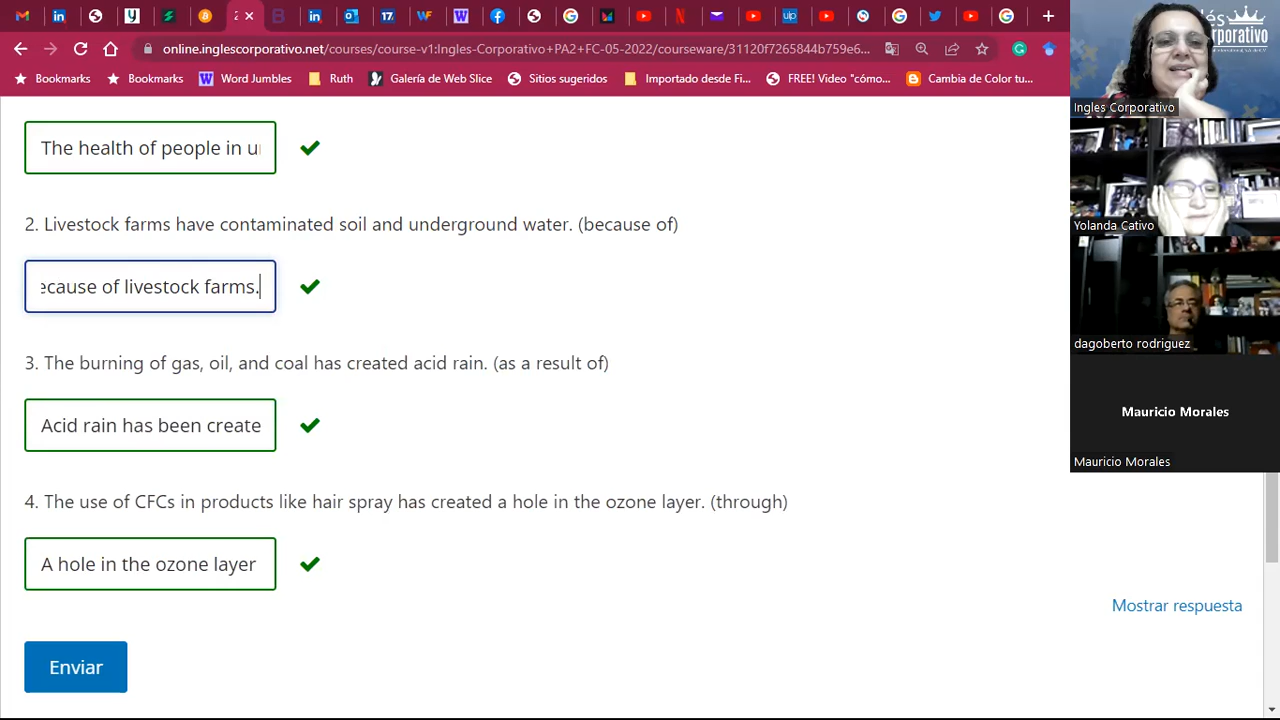 online.inglescorporativo.net/courses/course-v1:Ingles-Corporativo+PA2+FC-05-2022/courseware/31120f7265844b759e6...
Bookmarks
Bookmarks
Word Jumbles
Ruth
Galería de Web Slice
Sitios sugeridos
Importado desde Fi...
FREE! Video "cómo...
Cambia de Color tu...
The health of people in u
2. Livestock farms have contaminated soil and underground water. (because of)
ecause of livestock farms.
3. The burning of gas, oil, and coal has created acid rain. (as a result of)
Acid rain has been create
4. The use of CFCs in products like hair spray has created a hole in the ozone layer. (through)
A hole in the ozone layer
Mostrar respuesta
Enviar
Ingles Corporativo
Yolanda Cativo
dagoberto rodriguez
Mauricio Morales
Mauricio Morales